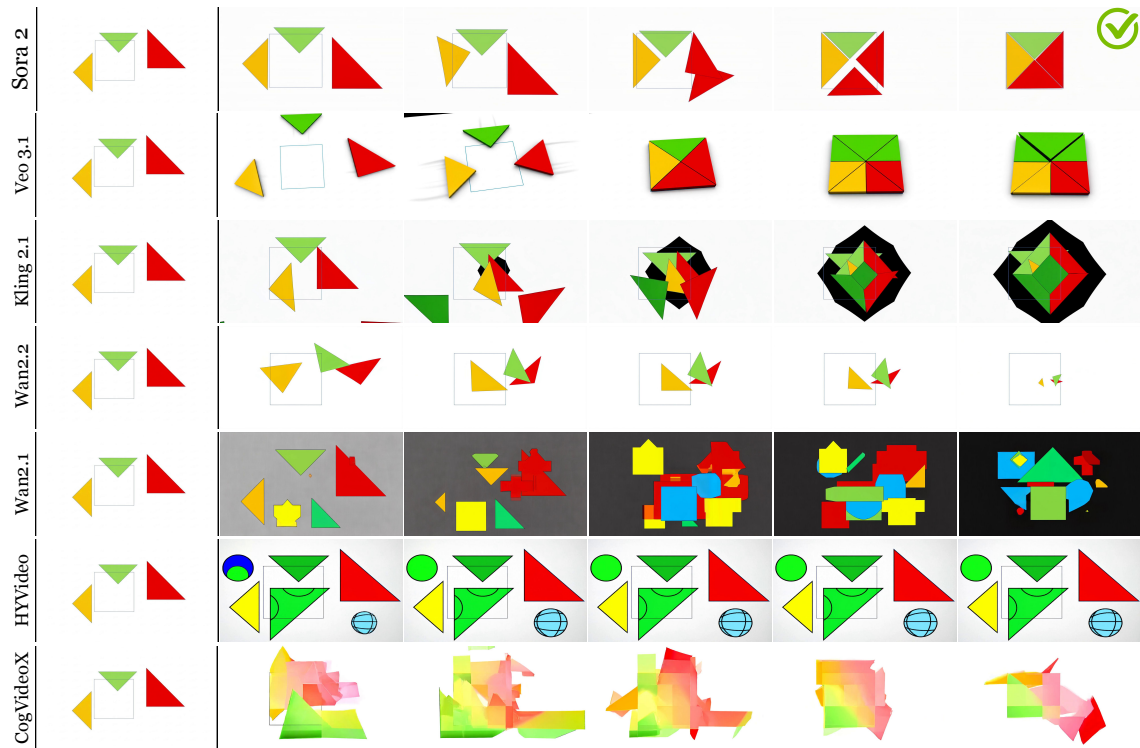 Sora 2
Veo 3.1
Kling 2.1
Wan2.2
Wan2.1
HYVideo
CogVideoX